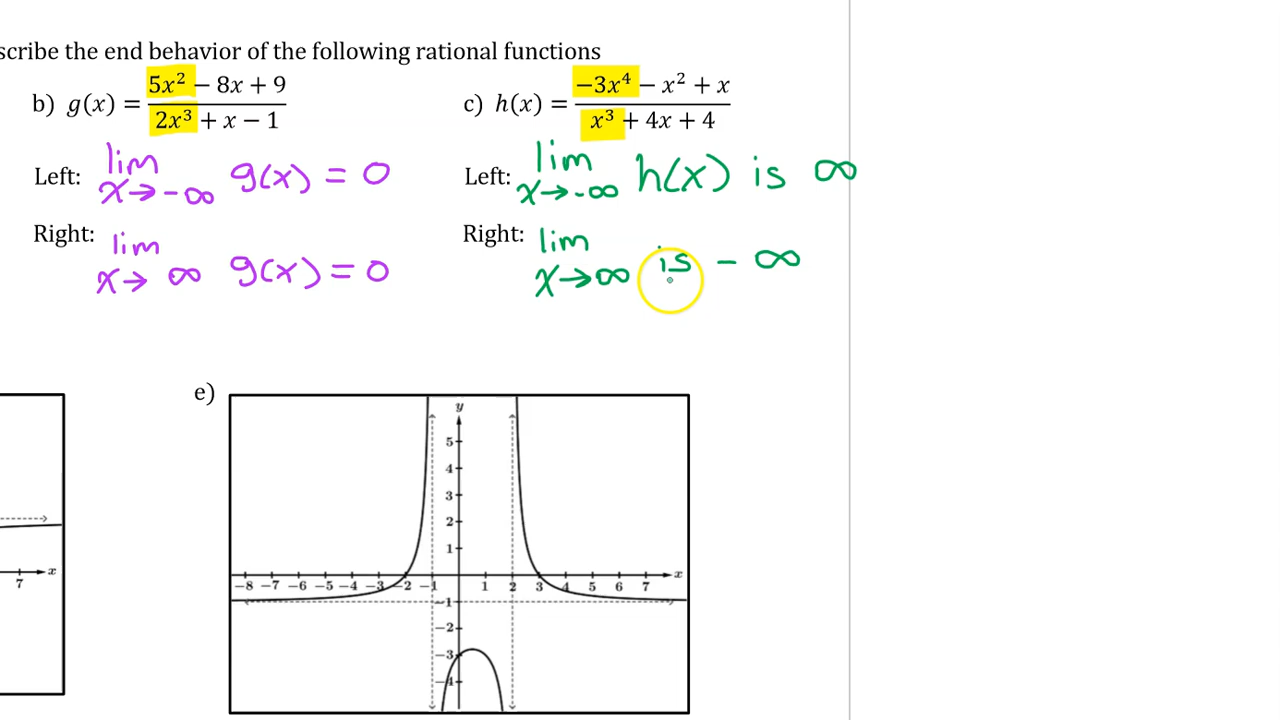 scribe the end behavior of the following rational functions
b) g(x) = (5x² − 8x + 9)/(2x³ + x − 1)
c) h(x) = (−3x⁴ − x² + x)/(x³ + 4x + 4)
Left: lim x→−∞ g(x) = 0
Left: lim x→−∞ h(x) is ∞
Right: lim x→ ∞ g(x) = 0
Right: lim x→∞ is − ∞
e)
y
5
4
3
2
1
−8 −7 −6 −5 −4 −3 −2 −1 1 2 3 4 5 6 7 x
−1
−2
−3
−4
7 x